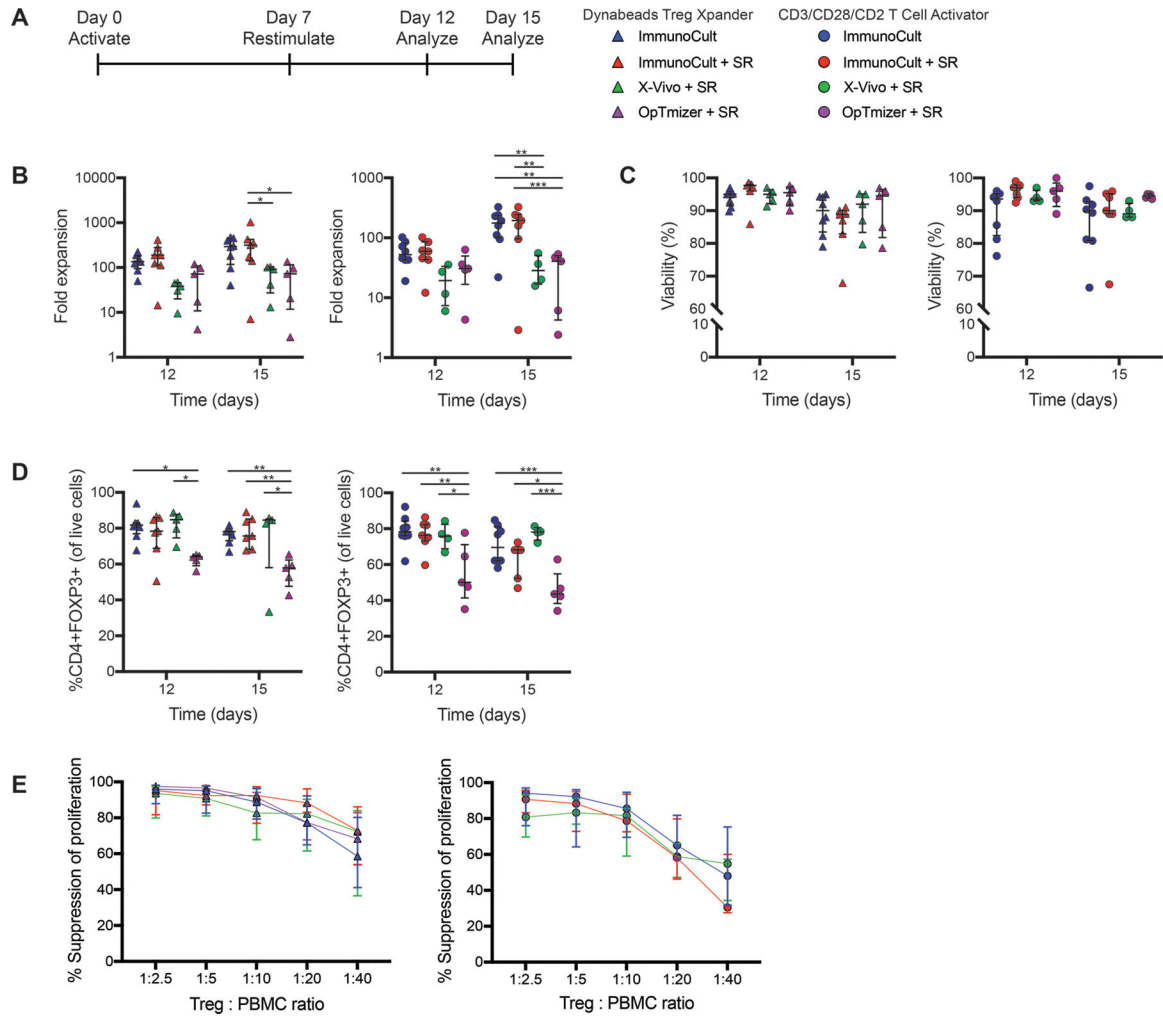 A
Day 0
Activate
Day 7
Restimulate
Day 12
Analyze
Day 15
Analyze
Dynabeads Treg Xpander
ImmunoCult
ImmunoCult + SR
X-Vivo + SR
OpTmizer + SR
CD3/CD28/CD2 T Cell Activator
ImmunoCult
ImmunoCult + SR
X-Vivo + SR
OpTmizer + SR
B
Fold expansion
10000
1000
100
10
1
*
*
12
15
Time (days)
Fold expansion
1000
100
10
1
**
**
**
***
12
15
Time (days)
C
Viability (%)
100
90
80
70
60
10
0
12
15
Time (days)
Viability (%)
100
90
80
70
60
10
0
12
15
Time (days)
D
%CD4+FOXP3+ (of live cells)
100
80
60
40
20
0
*
*
**
**
*
12
15
Time (days)
%CD4+FOXP3+ (of live cells)
100
80
60
40
20
0
**
**
*
***
*
***
12
15
Time (days)
E
% Suppression of proliferation
100
80
60
40
20
0
1:2.5
1:5
1:10
1:20
1:40
Treg : PBMC ratio
% Suppression of proliferation
100
80
60
40
20
0
1:2.5
1:5
1:10
1:20
1:40
Treg : PBMC ratio